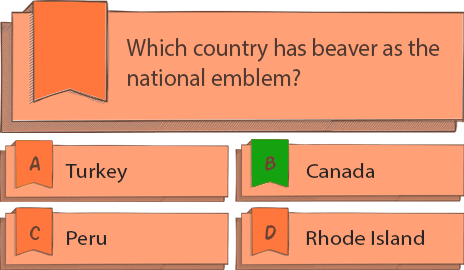 Which country has beaver as the
national emblem?
A Turkey
B Canada
C Peru
D Rhode Island